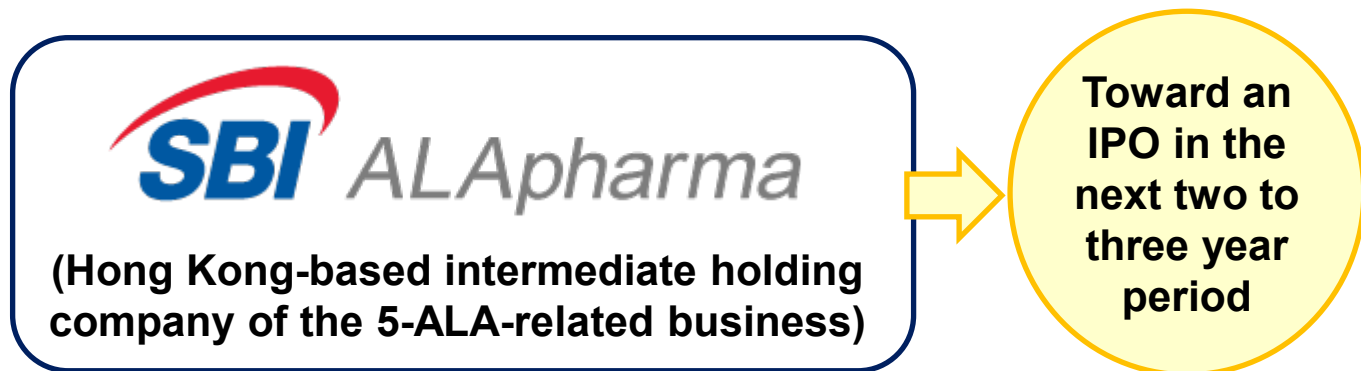 SBI ALApharma
(Hong Kong-based intermediate holding
company of the 5-ALA-related business)
Toward an
IPO in the
next two to
three year
period